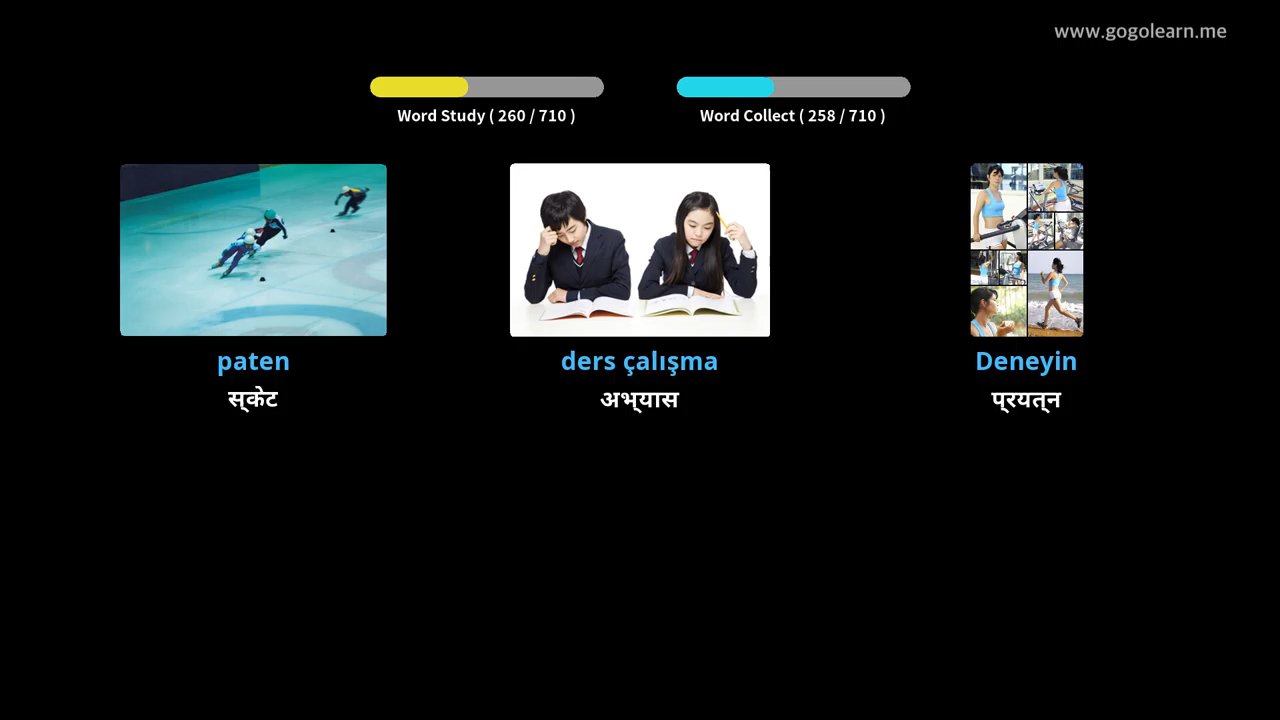 www.gogolearn.me
Word Study ( 260 / 710 )
Word Collect ( 258 / 710 )
paten
ders çalışma
Deneyin
स्केट
अभ्यास
प्रयत्न